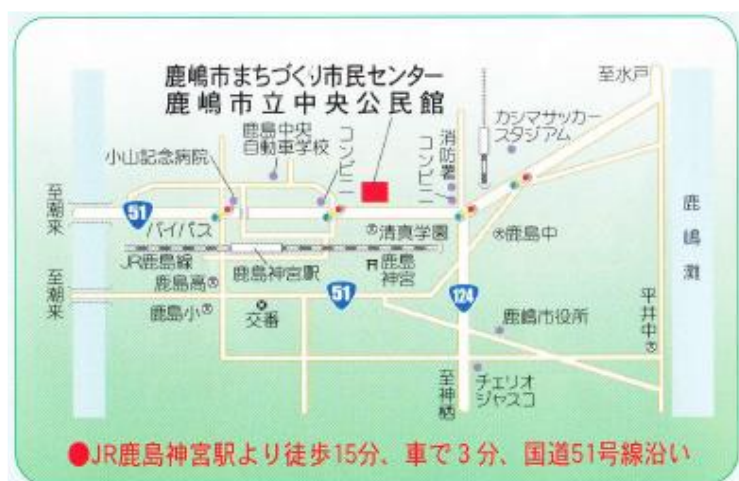 鹿嶋市まちづくり市民センター
鹿嶋市立中央公民館
至水戸
カシマサッカー
スタジアム
消防署
コンビニ
コンビニ
鹿島中央
自動車学校
小山記念病院
至潮来
51
バイパス
文清真学園
文鹿島中
鹿嶋灘
JR鹿島線
鹿島神宮駅
鹿島
神宮
至潮来
鹿島高文
51
124
鹿島小文
交番
鹿嶋市役所
平井中文
至神栖
チェリオ
ジャスコ
●JR鹿島神宮駅より徒歩15分、車で3分、国道51号線沿い